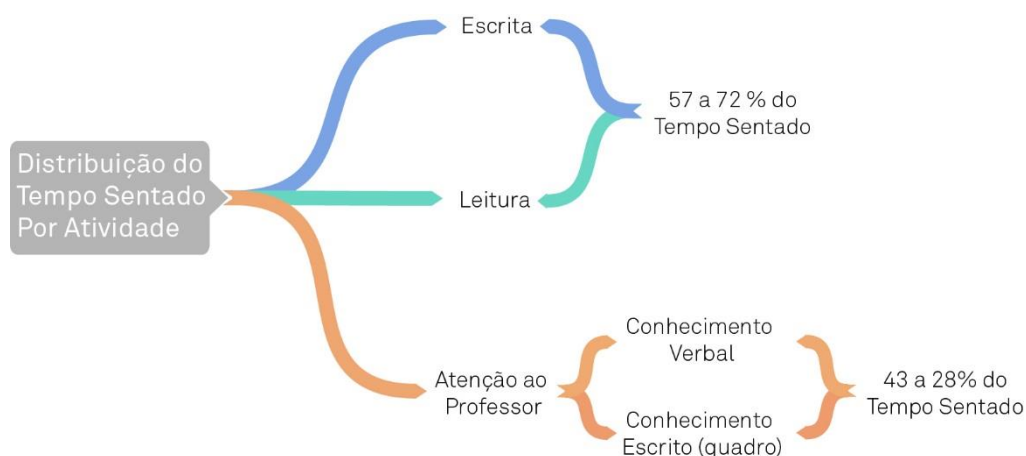 Distribuição do
Tempo Sentado
Por Atividade
Escrita
Leitura
57 a 72 % do
Tempo Sentado
Atenção ao
Professor
Conhecimento
Verbal
Conhecimento
Escrito (quadro)
43 a 28% do
Tempo Sentado